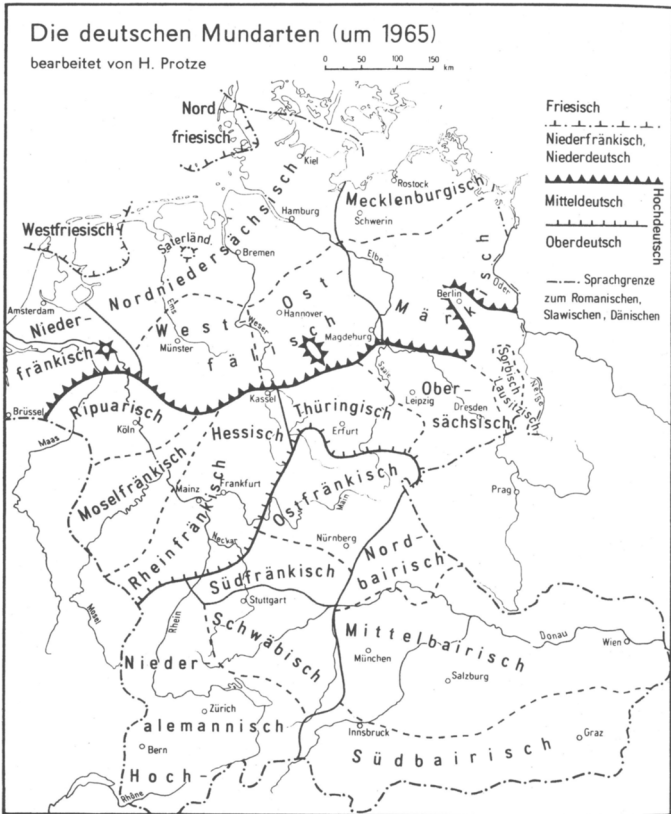 Die deutschen Mundarten (um 1965)
bearbeitet von H. Protze
0 50 100 150
km
Friesisch
Niederfränkisch,
Niederdeutsch
Mitteldeutsch
Oberdeutsch
Hochdeutsch
Sprachgrenze
zum Romanischen,
Slawischen, Dänischen
Nord
friesisch
Kiel
Rostock
Mecklenburgisch
Schwerin
Hamburg
Westfriesisch
Saterland
Bremen
Nordniedersächsisch
Elbe
Oder
Amsterdam
Ems
Weser
Ost-
Hannover
Berlin
Märkisch
Nieder-
West
fälisch
Magdeburg
Münster
fränkisch
Saale
Sorbisch
Lausitzisch
Neiße
Brüssel
Ripuarisch
Kassel
Thüringisch
Leipzig
Ober-
Dresden
sächsisch
Köln
Hessisch
Erfurt
Maas
Moselfränkisch
Mainz
Frankfurt
Main
Ostfränkisch
Prag
Rheinfränkisch
Neckar
Nürnberg
Nord-
bairisch
Südfränkisch
Mosel
Stuttgart
Rhein
Schwäbisch
Mittelbairisch
Donau
Wien
Nieder-
München
Salzburg
Zürich
alemannisch
Innsbruck
Graz
Bern
Südbairisch
Hoch-
Rhône